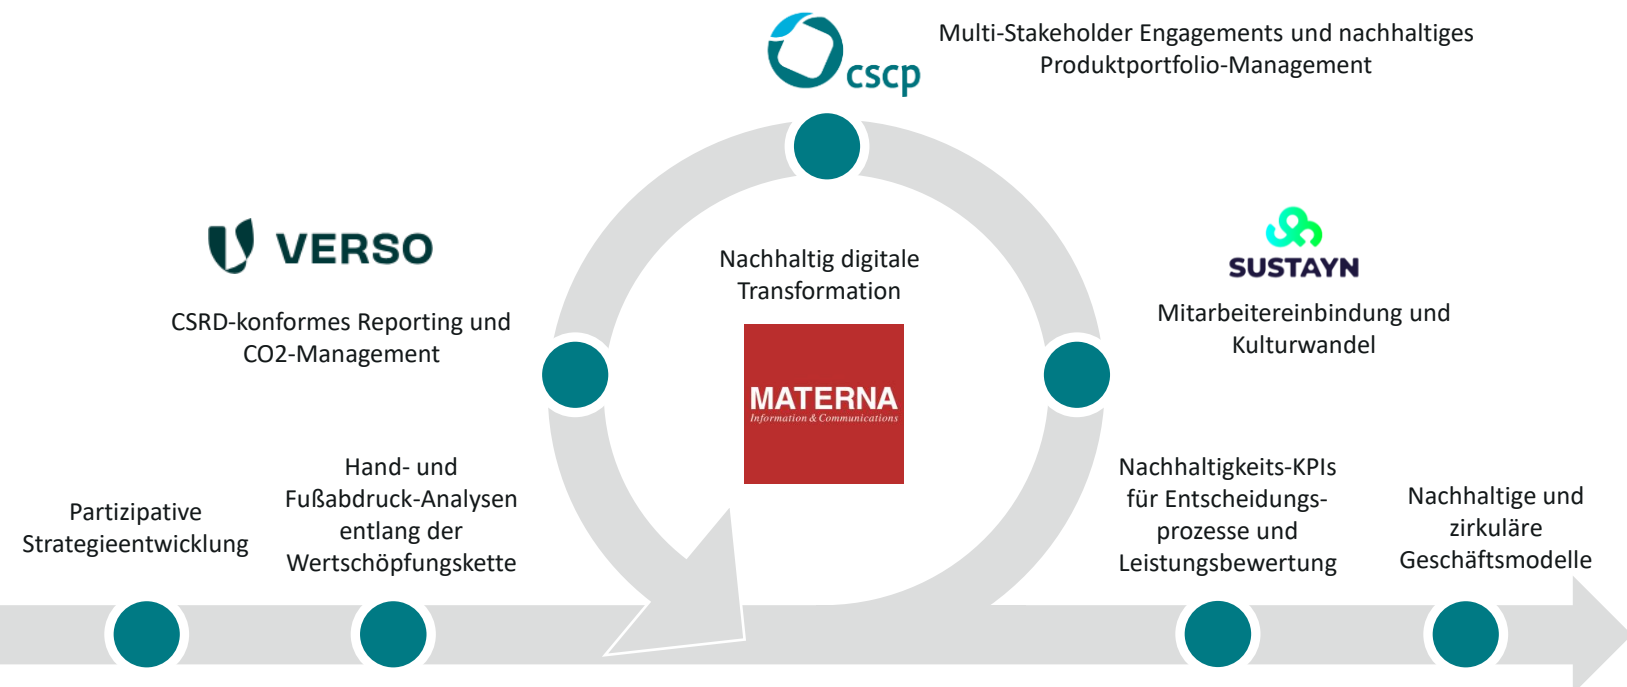 cscp
Multi-Stakeholder Engagements und nachhaltiges
Produktportfolio-Management
VERSO
CSRD-konformes Reporting und
CO2-Management
Nachhaltig digitale
Transformation
MATERNA
Information & Communications
SUSTAYN
Mitarbeitereinbindung und
Kulturwandel
Partizipative
Strategieentwicklung
Hand- und
Fußabdruck-Analysen
entlang der
Wertschöpfungskette
Nachhaltigkeits-KPIs
für Entscheidungs-
prozesse und
Leistungsbewertung
Nachhaltige und
zirkuläre
Geschäftsmodelle